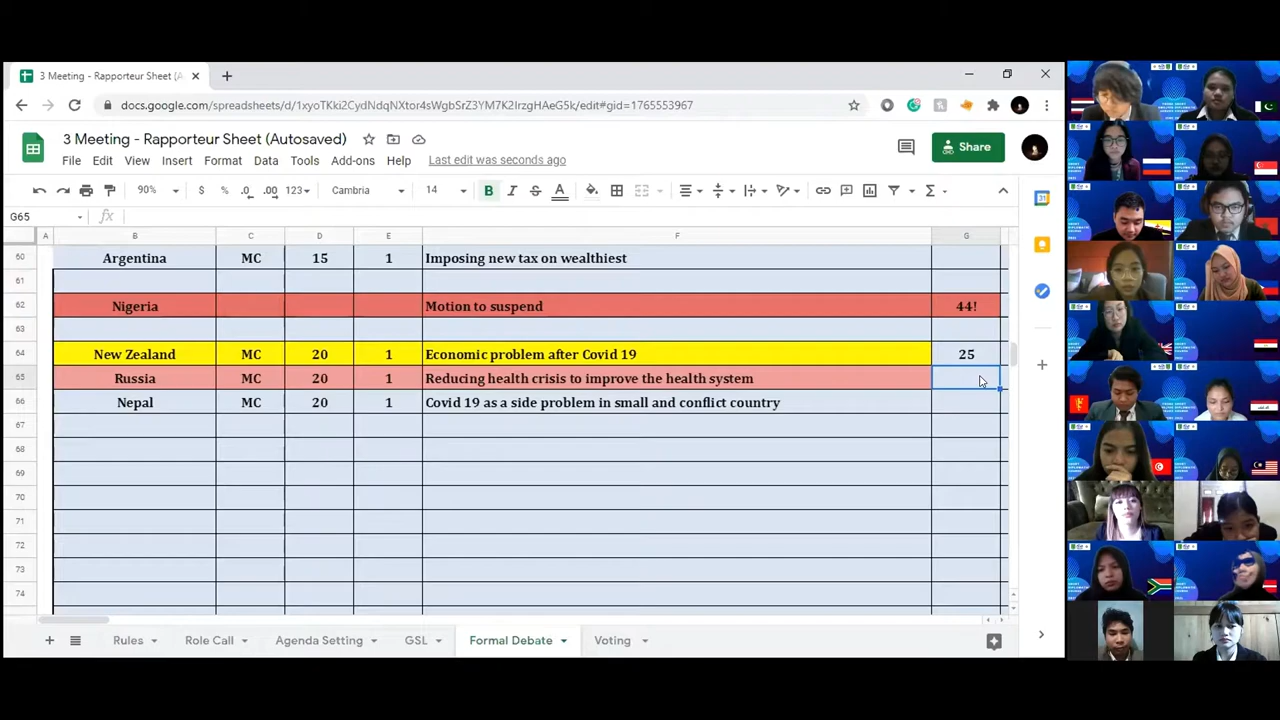 3 Meeting - Rapporteur Sheet (A
docs.google.com/spreadsheets/d/1xyoTKki2CydNdqNXtor4sWgbSrZ3YM7K2IrzgHAeG5k/edit#gid=1765553967
3 Meeting - Rapporteur Sheet (Autosaved)
File Edit View Insert Format Data Tools Add-ons Help Last edit was seconds ago
Share
90% $ % .0 .00 123 Cambria 14 B I S A
G65 fx
A B C D E F G
60 Argentina MC 15 1 Imposing new tax on wealthiest
61
62 Nigeria Motion to suspend 44!
63
64 New Zealand MC 20 1 Economic problem after Covid 19 25
65 Russia MC 20 1 Reducing health crisis to improve the health system
66 Nepal MC 20 1 Covid 19 as a side problem in small and conflict country
67
68
69
70
71
72
73
74
Rules Role Call Agenda Setting GSL Formal Debate Voting